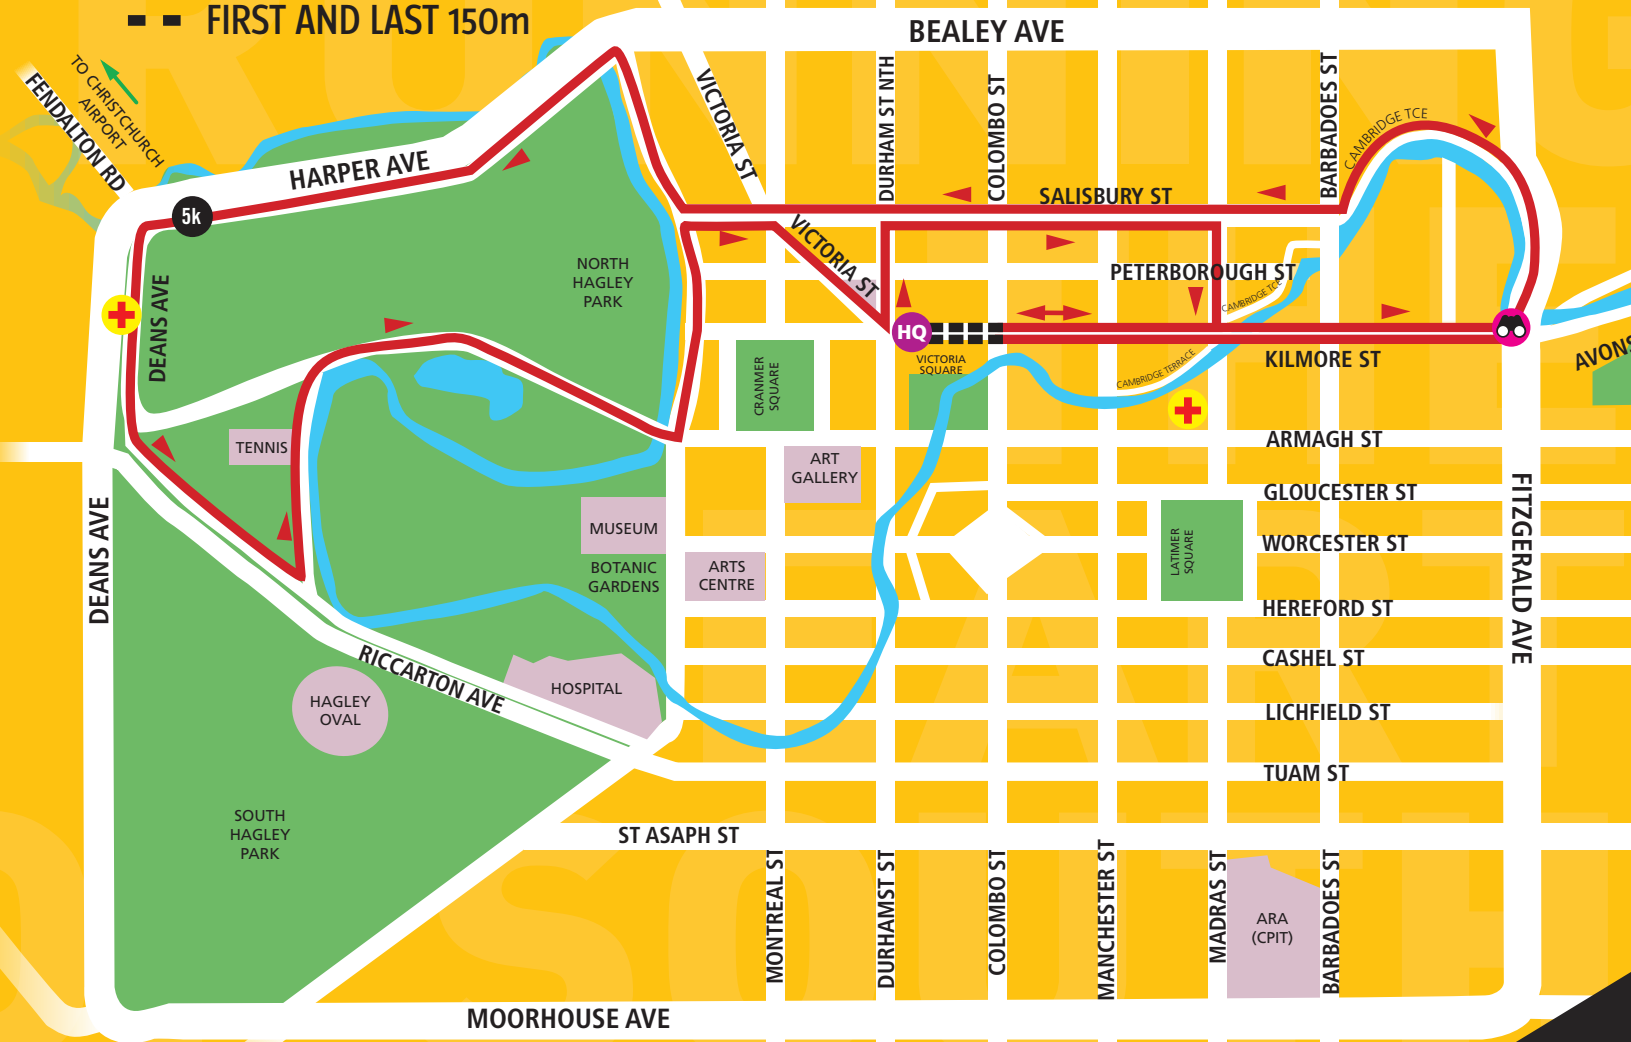 FIRST AND LAST 150m
BEALEY AVE
TO CHRISTCHURCH
AIRPORT
FENDALTON RD
HARPER AVE
5k
VICTORIA ST
DURHAM ST NTH
COLOMBO ST
BARBADOES ST
CAMBRIDGE TCE
SALISBURY ST
VICTORIA ST
PETERBOROUGH ST
CAMBRIDGE TCE
NORTH
HAGLEY
PARK
DEANS AVE
HQ
VICTORIA
SQUARE
KILMORE ST
CAMBRIDGE TERRACE
AVONS
CRANMER
SQUARE
TENNIS
ARMAGH ST
ART
GALLERY
GLOUCESTER ST
MUSEUM
WORCESTER ST
LATIMER
SQUARE
BOTANIC
GARDENS
ARTS
CENTRE
DEANS AVE
FITZGERALD AVE
HEREFORD ST
CASHEL ST
RICCARTON AVE
HOSPITAL
HAGLEY
OVAL
LICHFIELD ST
TUAM ST
SOUTH
HAGLEY
PARK
ST ASAPH ST
MONTREAL ST
DURHAMST ST
COLOMBO ST
MANCHESTER ST
MADRAS ST
ARA
(CPIT)
BARBADOES ST
MOORHOUSE AVE